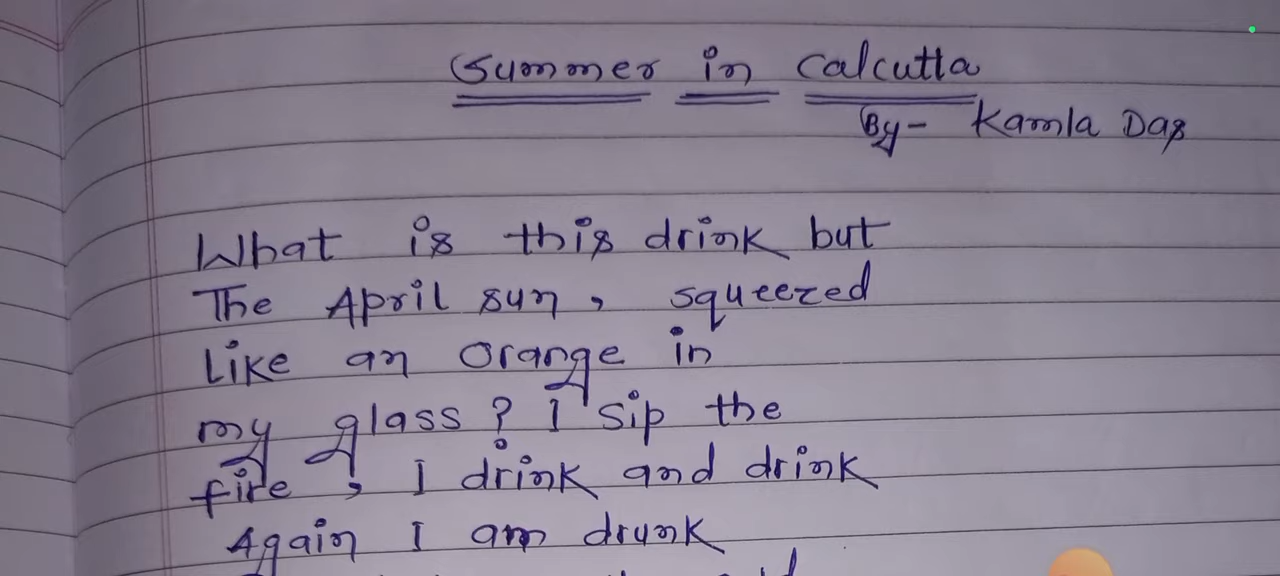 Summer in Calcutta
By- Kamla Das
What is this drink but
The April sun, squeezed
Like an Orange in
my glass? I sip the
fire, I drink and drink
Again I am drunk